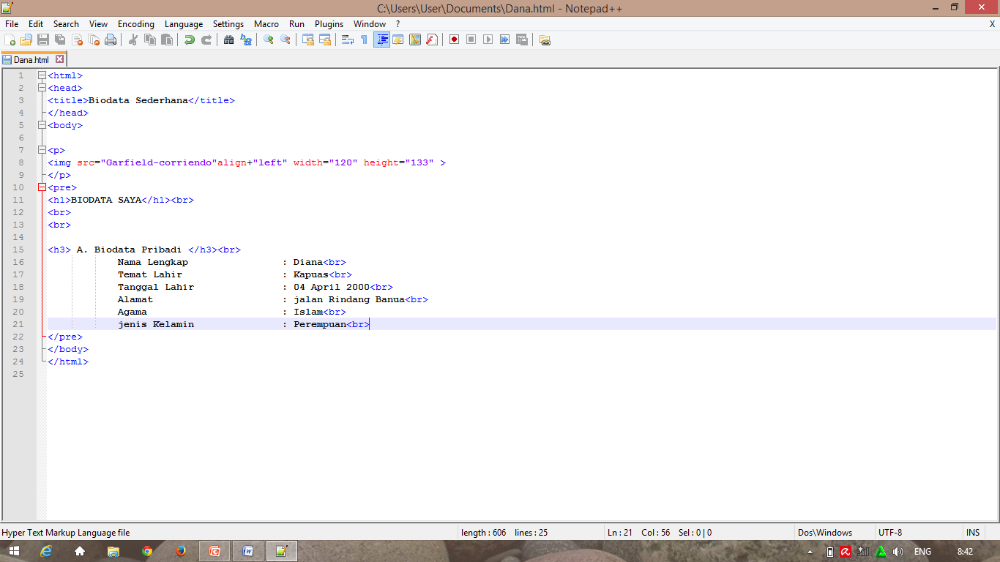 C:\Users\User\Documents\Dana.html - Notepad++
File Edit Search View Encoding Language Settings Macro Run Plugins Window ? X
Dana.html
1 <html>
2 <head>
3 <title>Biodata Sederhana</title>
4 </head>
5 <body>
6
7 <p>
8 <img src="Garfield-corriendo"align+"left" width="120" height="133" >
9 </p>
10 <pre>
11 <h1>BIODATA SAYA</h1><br>
12 <br>
13 <br>
14
15 <h3> A. Biodata Pribadi </h3><br>
16 Nama Lengkap : Diana<br>
17 Temat Lahir : Kapuas<br>
18 Tanggal Lahir : 04 April 2000<br>
19 Alamat : jalan Rindang Banua<br>
20 Agama : Islam<br>
21 jenis Kelamin : Perempuan<br>
22 </pre>
23 </body>
24 </html>
25
Hyper Text Markup Language file length : 606 lines : 25 Ln : 21 Col : 56 Sel : 0 | 0 Dos\Windows UTF-8 INS
ENG 8:42